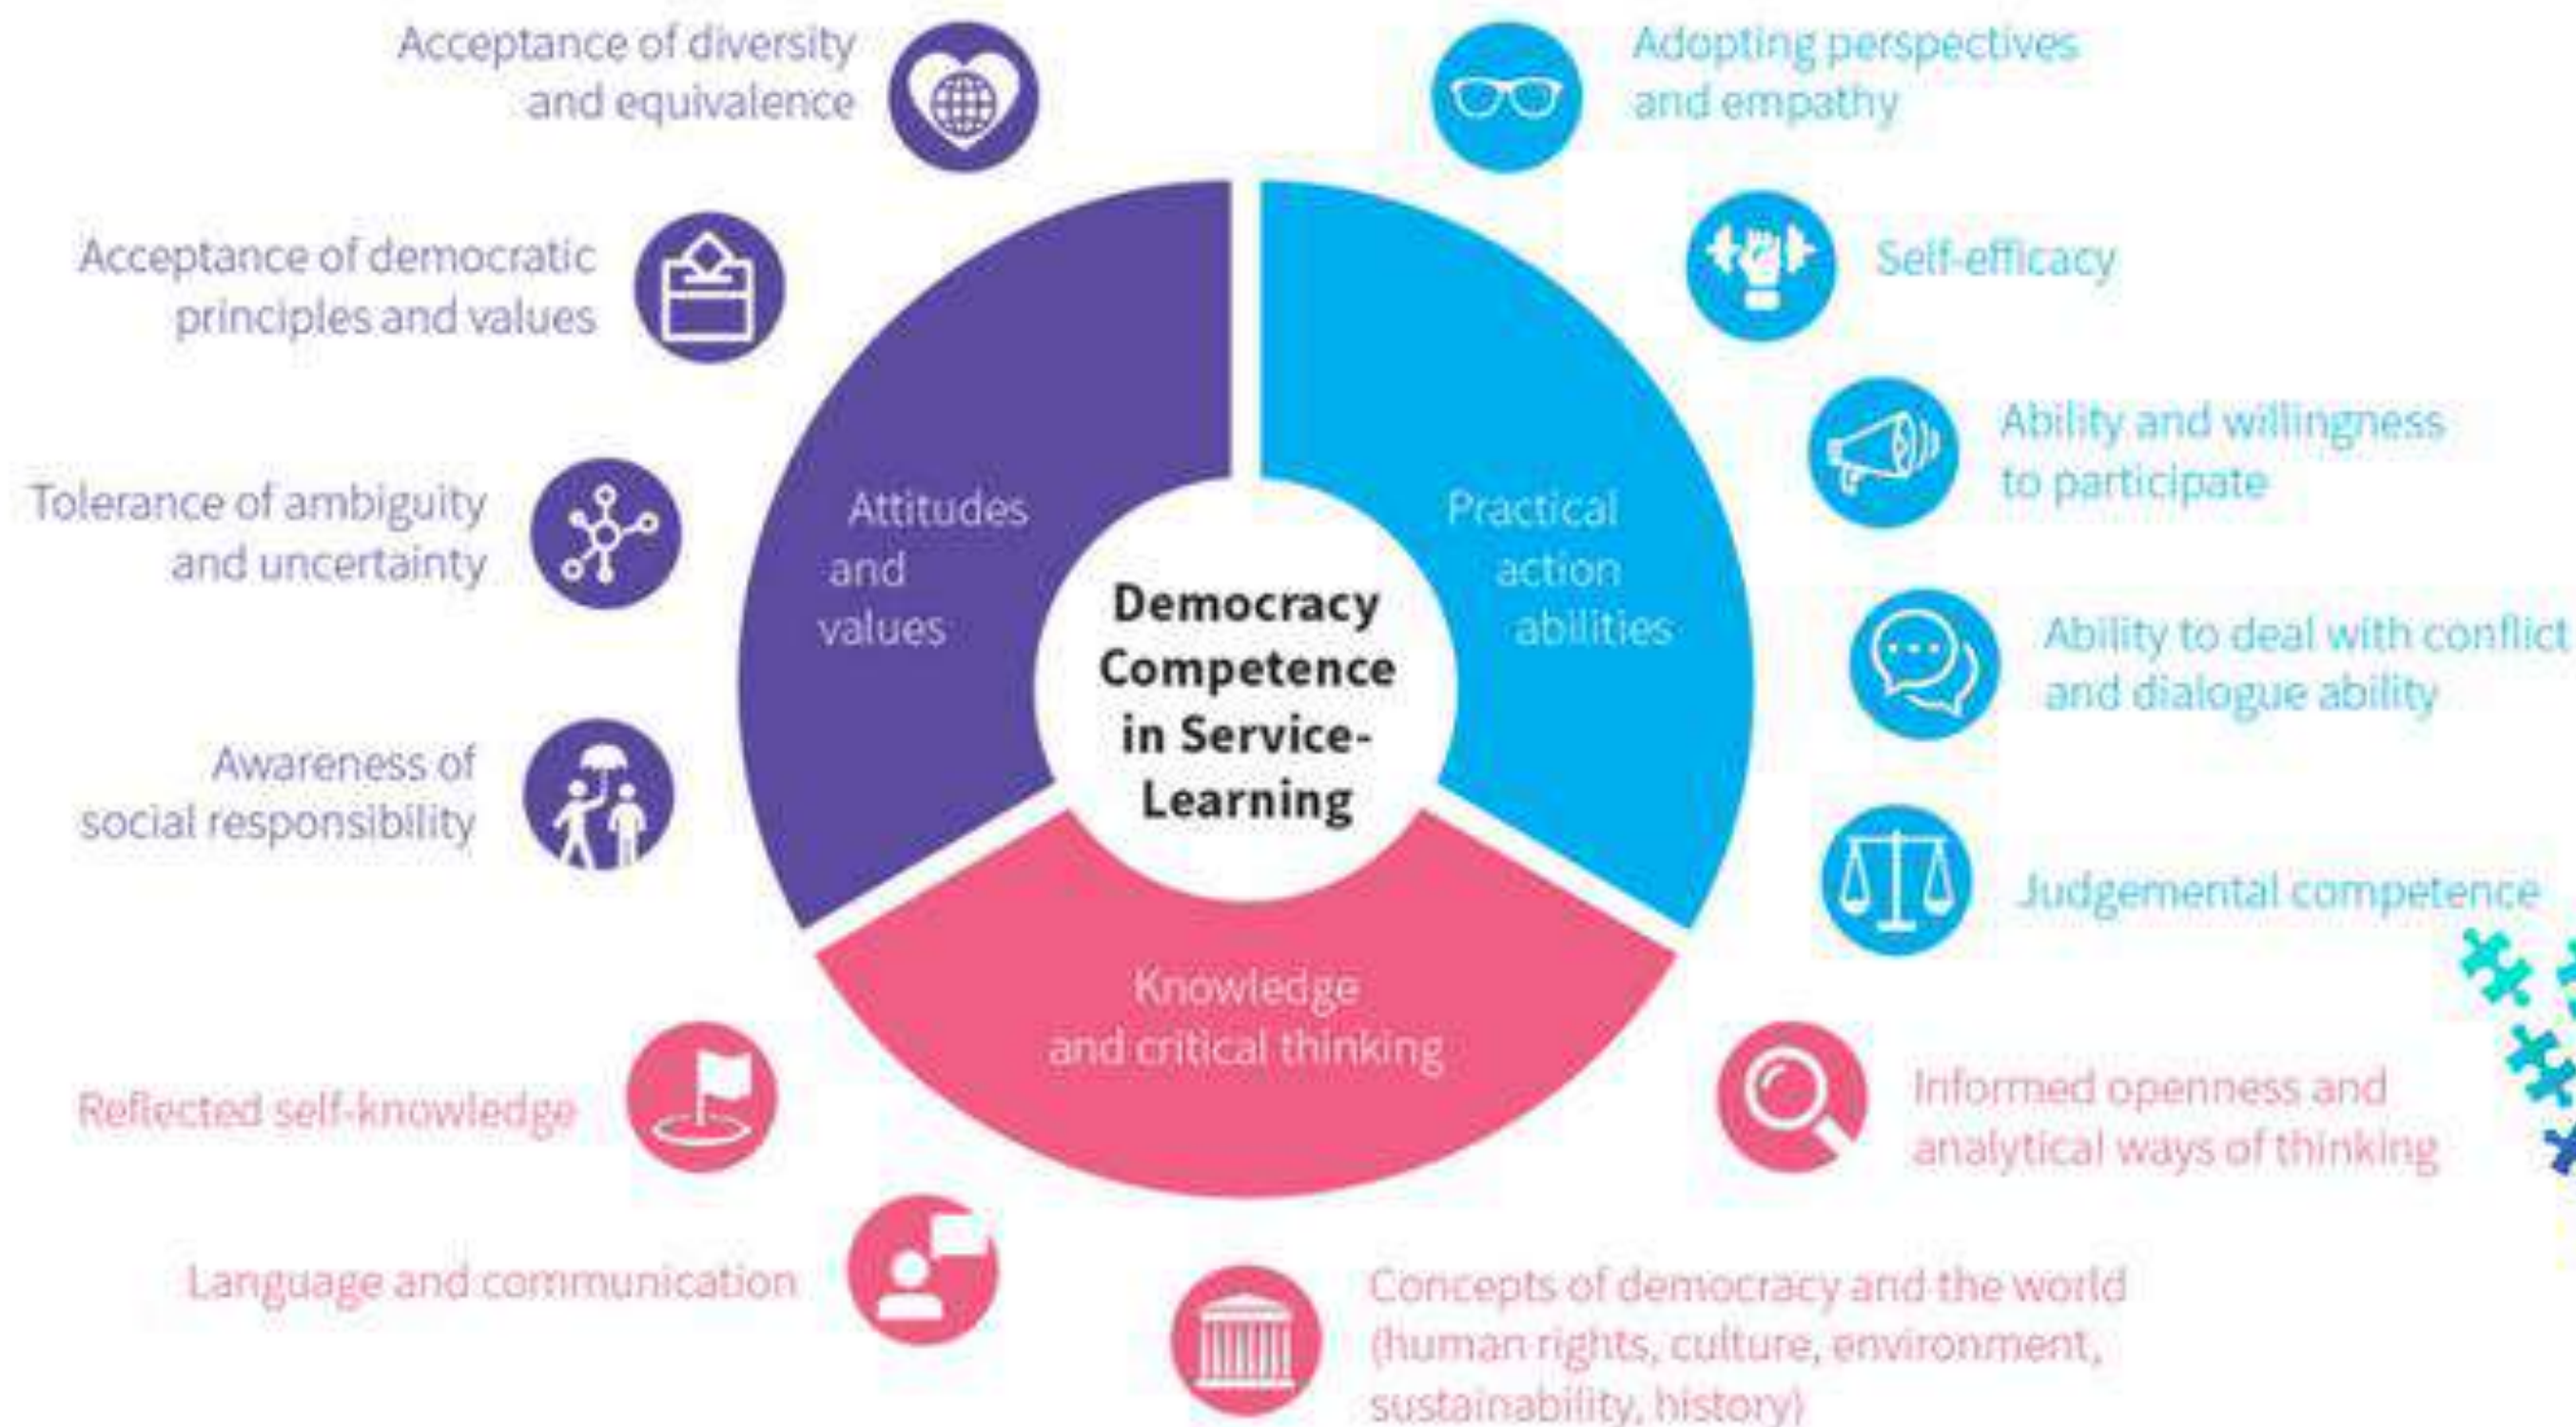 Acceptance of diversity
and equivalence
Acceptance of democratic
principles and values
Tolerance of ambiguity
and uncertainty
Awareness of
social responsibility
Attitudes
and
values
Democracy
Competence
in Service-
Learning
Practical
action
abilities
Adopting perspectives
and empathy
Self-efficacy
Ability and willingness
to participate
Ability to deal with conflict
and dialogue ability
Judgemental competence
Knowledge
and critical thinking
Reflected self-knowledge
Language and communication
Informed openness and
analytical ways of thinking
Concepts of democracy and the world
(human rights, culture, environment,
sustainability, history)